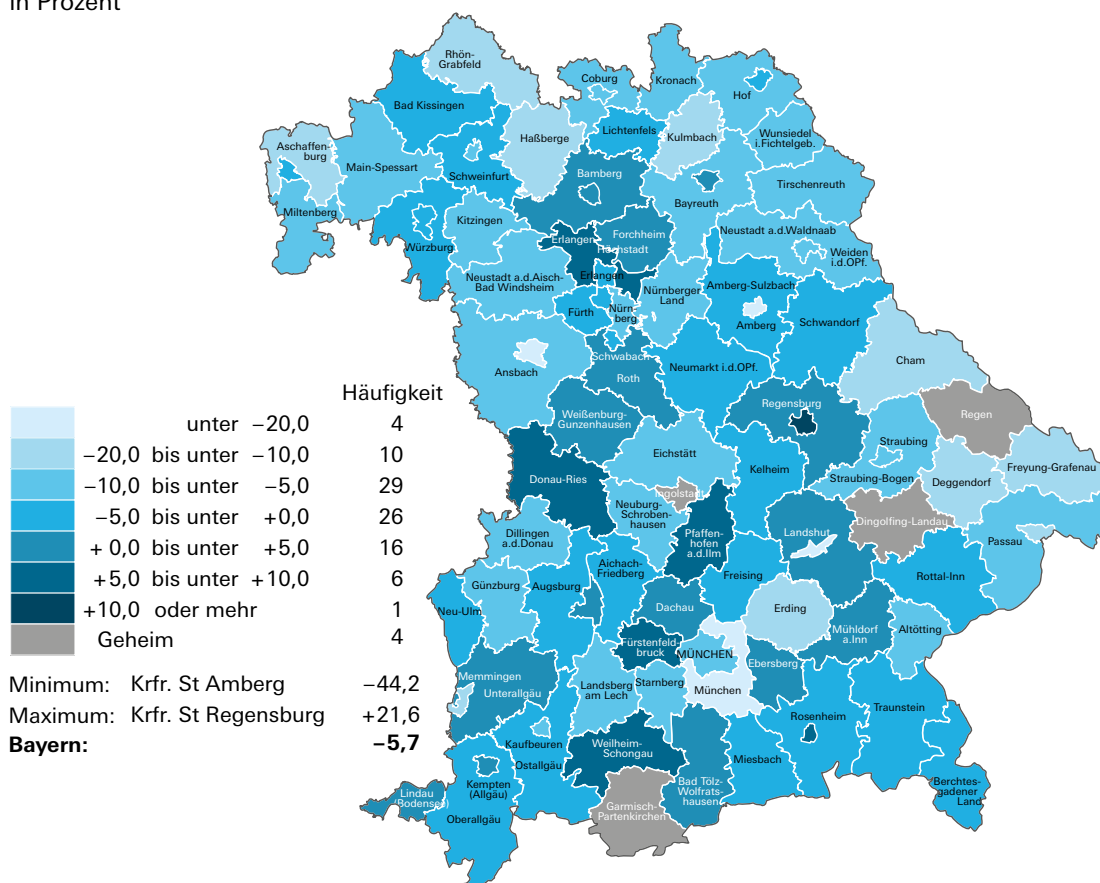 in Prozent
Häufigkeit
unter −20,0 4
−20,0 bis unter −10,0 10
−10,0 bis unter −5,0 29
−5,0 bis unter +0,0 26
+ 0,0 bis unter +5,0 16
+5,0 bis unter +10,0 6
+10,0 oder mehr 1
Geheim 4
Minimum: Krfr. St Amberg −44,2
Maximum: Krfr. St Regensburg +21,6
Bayern: −5,7
Rhön-
Grabfeld
Coburg
Kronach
Hof
Bad Kissingen
Lichtenfels
Kulmbach
Wunsiedel
i.Fichtelgeb.
Haßberge
Aschaffen-
burg
Main-Spessart
Schweinfurt
Bamberg
Tirschenreuth
Bayreuth
Miltenberg
Kitzingen
Würzburg
Forchheim
Erlangen-
Höchstadt
Neustadt a.d.Waldnaab
Weiden
i.d.OPf.
Neustadt a.d.Aisch-
Bad Windsheim
Erlangen
Nürnberger
Land
Amberg-Sulzbach
Fürth
Nürn-
berg
Amberg
Schwandorf
Ansbach
Schwabach
Roth
Neumarkt i.d.OPf.
Cham
Weißenburg-
Gunzenhausen
Regensburg
Regen
Straubing
Eichstätt
Kelheim
Straubing-Bogen
Deggendorf
Freyung-Grafenau
Donau-Ries
Ingolstadt
Neuburg-
Schroben-
hausen
Dingolfing-Landau
Pfaffen-
hofen
a.d.Ilm
Landshut
Passau
Dillingen
a.d.Donau
Aichach-
Friedberg
Freising
Rottal-Inn
Günzburg
Augsburg
Neu-Ulm
Dachau
Erding
Mühldorf
a.Inn
Altötting
Fürstenfeld-
bruck
MÜNCHEN
Ebersberg
Memmingen
Unterallgäu
Landsberg
am Lech
Starnberg
München
Rosenheim
Traunstein
Kaufbeuren
Weilheim-
Schongau
Miesbach
Ostallgäu
Bad Tölz-
Wolfrats-
hausen
Berchtes-
gadener
Land
Kempten
(Allgäu)
Lindau
(Bodensee)
Garmisch-
Partenkirchen
Oberallgäu